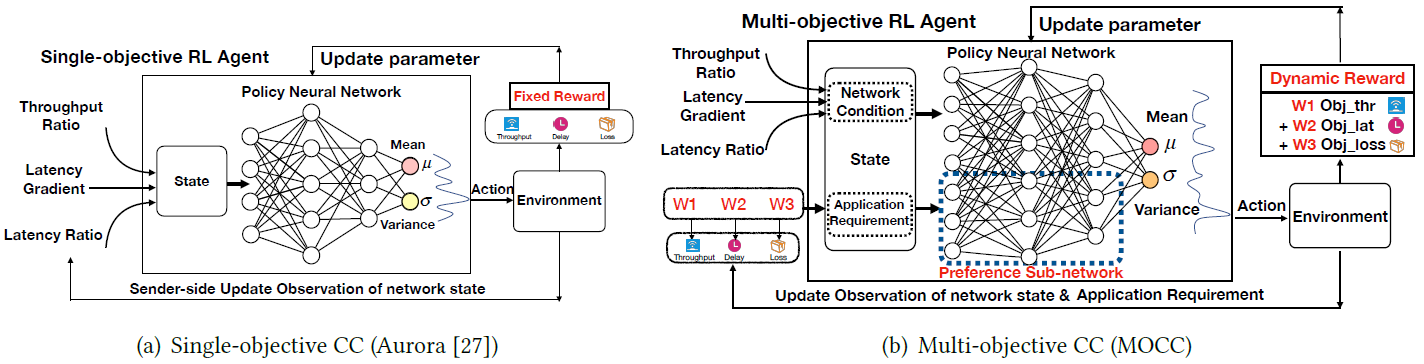 Single-objective RL Agent
Update parameter
Policy Neural Network
Fixed Reward
Throughput
Delay
Loss
Throughput
Ratio
Latency
Gradient
Latency Ratio
State
Mean
μ
σ
Variance
Action
Environment
Sender-side Update Observation of network state
(a) Single-objective CC (Aurora [27])
Multi-objective RL Agent
Update parameter
Policy Neural Network
Dynamic Reward
W1 Obj_thr
+ W2 Obj_lat
+ W3 Obj_loss
Throughput
Ratio
Latency
Gradient
Latency Ratio
Network
Condition
State
Application
Requirement
W1 W2 W3
Throughput
Delay
Loss
Mean
μ
σ
Variance
Action
Environment
Preference Sub-network
Update Observation of network state & Application Requirement
(b) Multi-objective CC (MOCC)